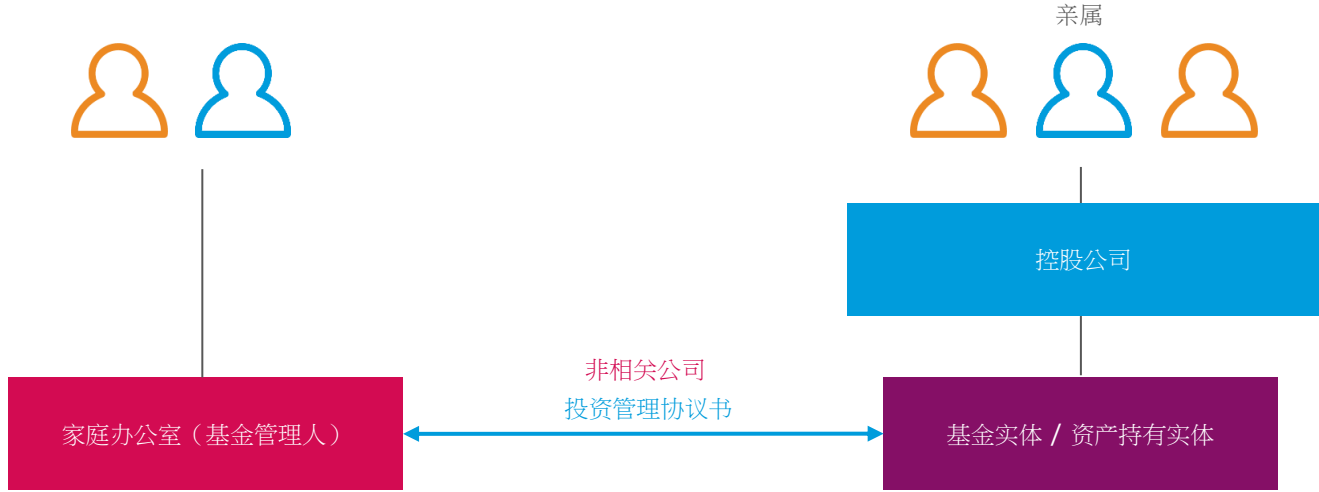 亲属
控股公司
非相关公司
投资管理协议书
家庭办公室（基金管理人）
基金实体 / 资产持有实体